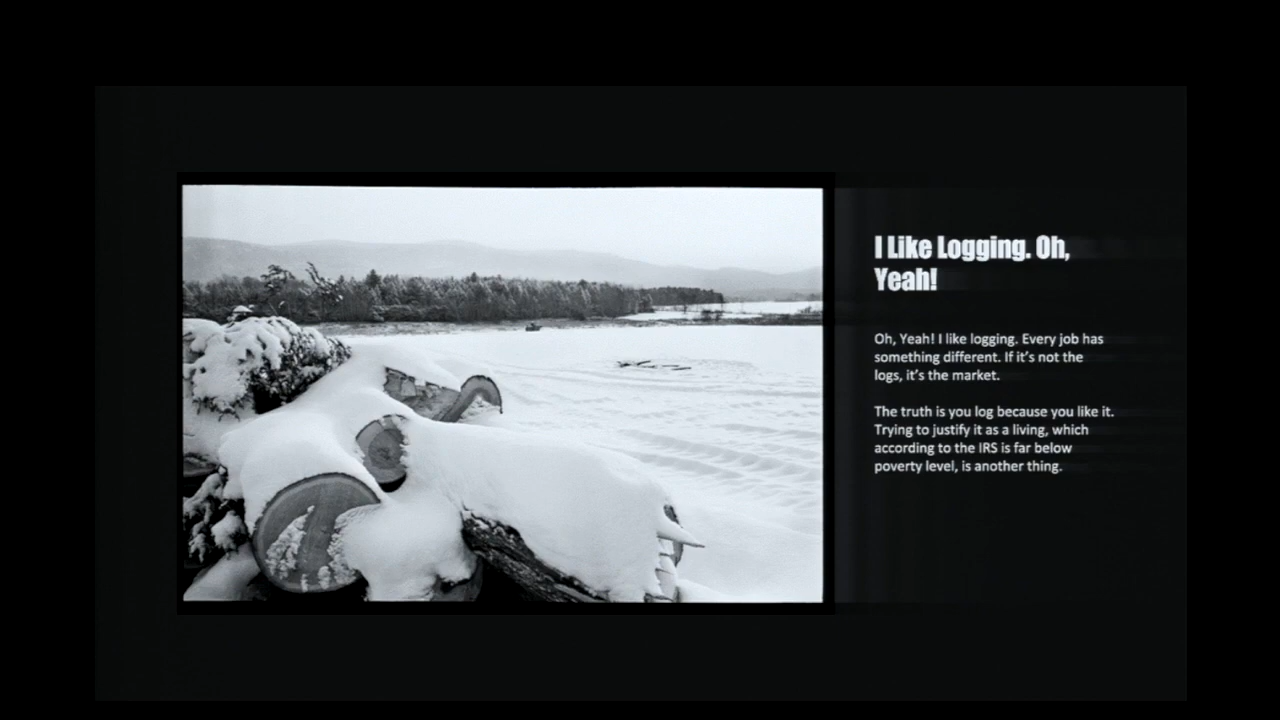 I Like Logging. Oh,
Yeah!
Oh, Yeah! I like logging. Every job has
something different. If it’s not the
logs, it’s the market.
The truth is you log because you like it.
Trying to justify it as a living, which
according to the IRS is far below
poverty level, is another thing.